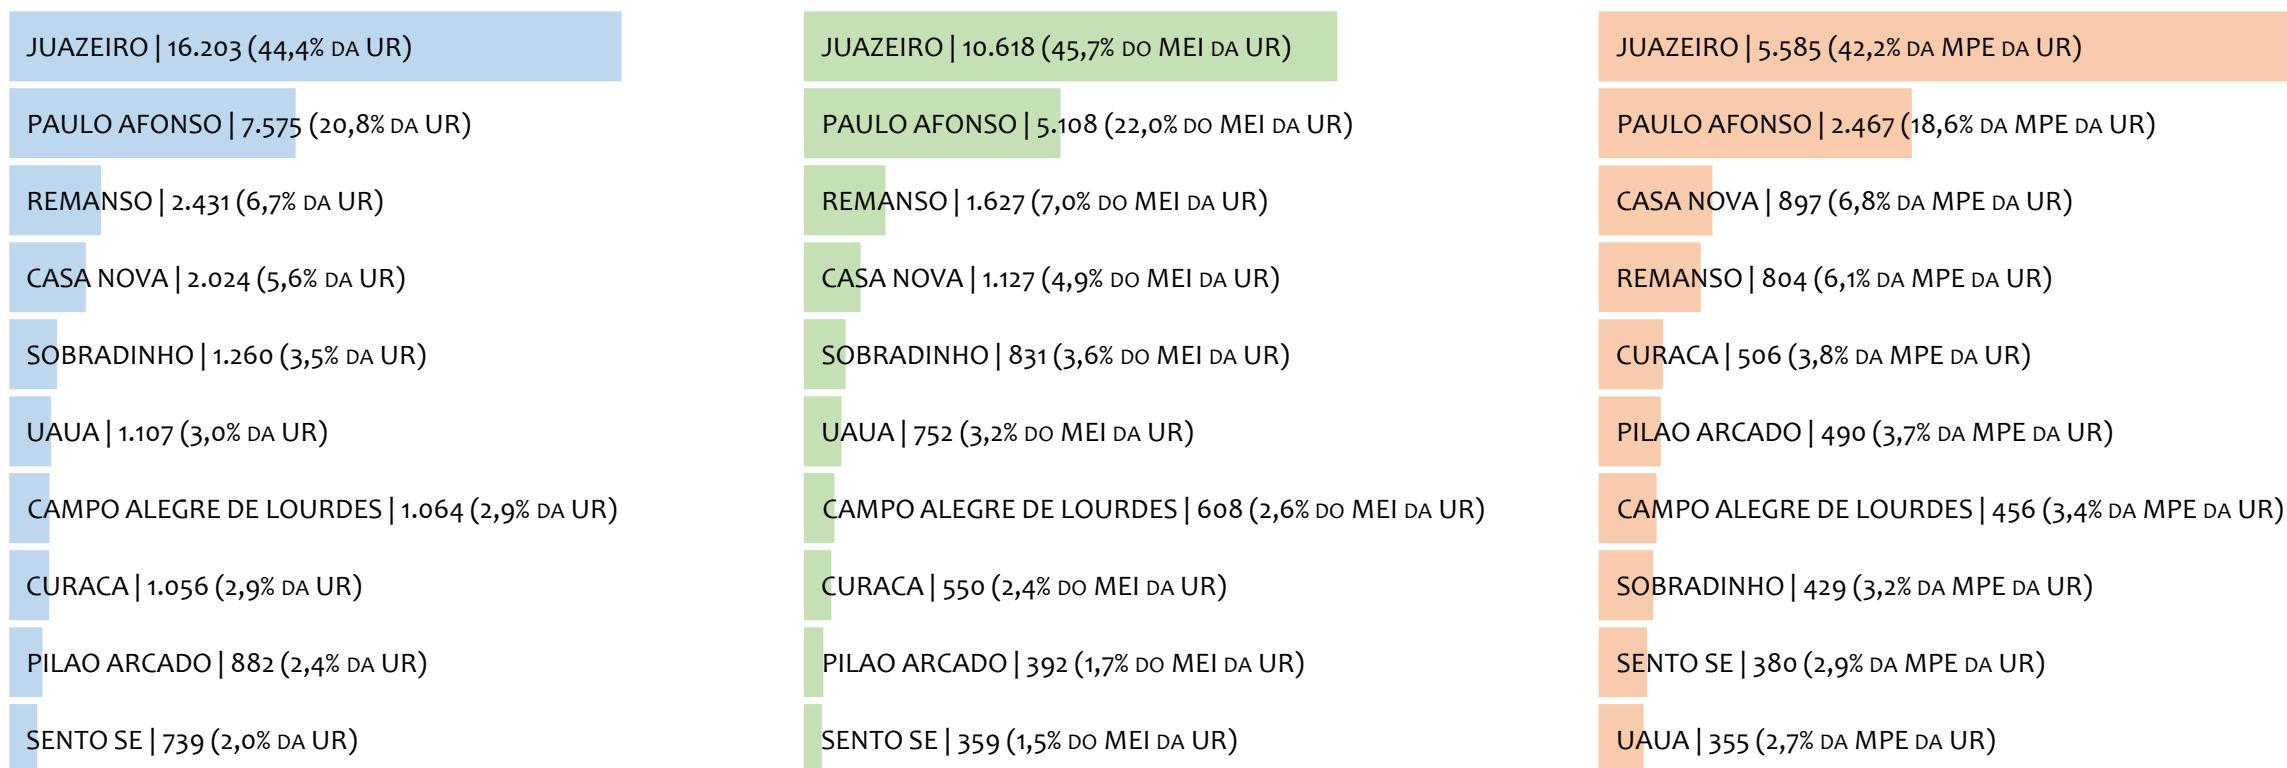 JUAZEIRO | 16.203 (44,4% DA UR)
PAULO AFONSO | 7.575 (20,8% DA UR)
REMANSO | 2.431 (6,7% DA UR)
CASA NOVA | 2.024 (5,6% DA UR)
SOBRADINHO | 1.260 (3,5% DA UR)
UAUA | 1.107 (3,0% DA UR)
CAMPO ALEGRE DE LOURDES | 1.064 (2,9% DA UR)
CURACA | 1.056 (2,9% DA UR)
PILAO ARCADO | 882 (2,4% DA UR)
SENTO SE | 739 (2,0% DA UR)
JUAZEIRO | 10.618 (45,7% DO MEI DA UR)
PAULO AFONSO | 5.108 (22,0% DO MEI DA UR)
REMANSO | 1.627 (7,0% DO MEI DA UR)
CASA NOVA | 1.127 (4,9% DO MEI DA UR)
SOBRADINHO | 831 (3,6% DO MEI DA UR)
UAUA | 752 (3,2% DO MEI DA UR)
CAMPO ALEGRE DE LOURDES | 608 (2,6% DO MEI DA UR)
CURACA | 550 (2,4% DO MEI DA UR)
PILAO ARCADO | 392 (1,7% DO MEI DA UR)
SENTO SE | 359 (1,5% DO MEI DA UR)
JUAZEIRO | 5.585 (42,2% DA MPE DA UR)
PAULO AFONSO | 2.467 (18,6% DA MPE DA UR)
CASA NOVA | 897 (6,8% DA MPE DA UR)
REMANSO | 804 (6,1% DA MPE DA UR)
CURACA | 506 (3,8% DA MPE DA UR)
PILAO ARCADO | 490 (3,7% DA MPE DA UR)
CAMPO ALEGRE DE LOURDES | 456 (3,4% DA MPE DA UR)
SOBRADINHO | 429 (3,2% DA MPE DA UR)
SENTO SE | 380 (2,9% DA MPE DA UR)
UAUA | 355 (2,7% DA MPE DA UR)